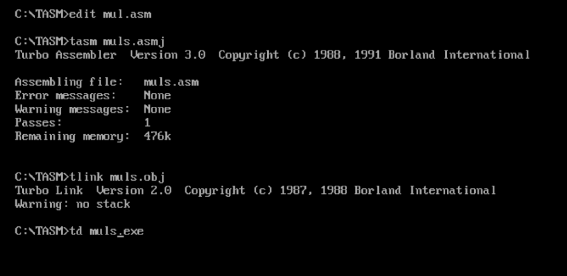 C:\TASM>edit mul.asm
C:\TASM>tasm muls.asmj
Turbo Assembler  Version 3.0  Copyright (c) 1988, 1991 Borland International
Assembling file:   muls.asm
Error messages:    None
Warning messages:  None
Passes:            1
Remaining memory:  476k
C:\TASM>tlink muls.obj
Turbo Link  Version 2.0  Copyright (c) 1987, 1988 Borland International
Warning: no stack
C:\TASM>td muls.exe